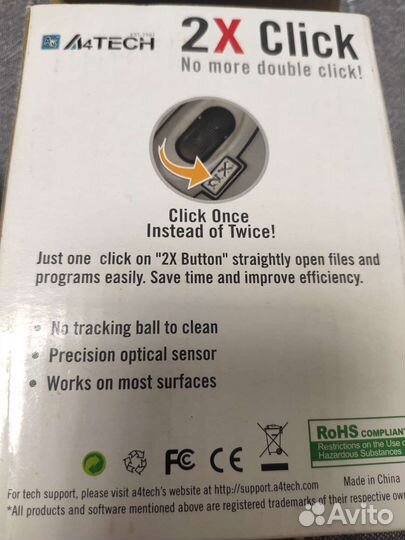 A4TECH
2X Click
No more double click!
2X
Click Once
Instead of Twice!
Just one click on "2X Button" straightly open files and
programs easily. Save time and improve efficiency.
• No tracking ball to clean
• Precision optical sensor
• Works on most surfaces
RoHS COMPLIANT
Restrictions on the Use of
Hazardous Substances
FC CE
Made in China
For tech support, please visit a4tech's website at http://support.a4tech.com
*All products and software mentioned above are registered trademarks of their respective
Avito